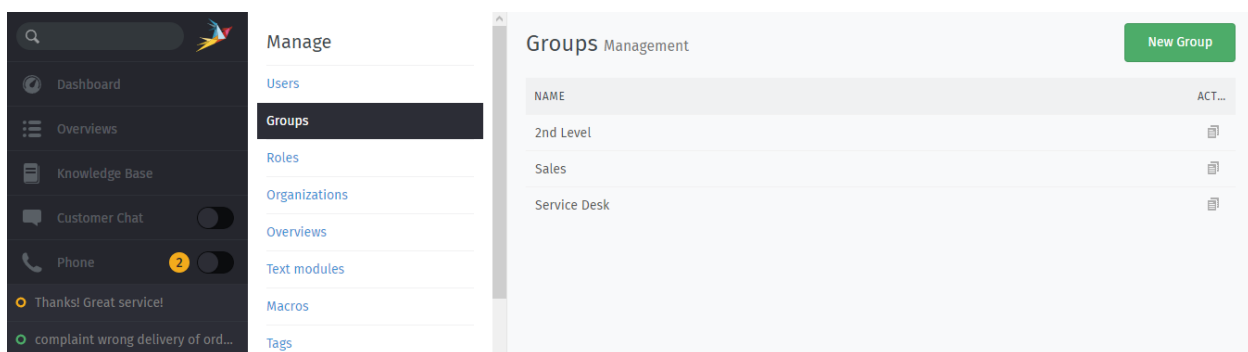 Dashboard
Overviews
Knowledge Base
Customer Chat
Phone 2
Thanks! Great service!
complaint wrong delivery of ord...
Manage
Users
Groups
Roles
Organizations
Overviews
Text modules
Macros
Tags
Groups Management
New Group
NAME ACT...
2nd Level
Sales
Service Desk